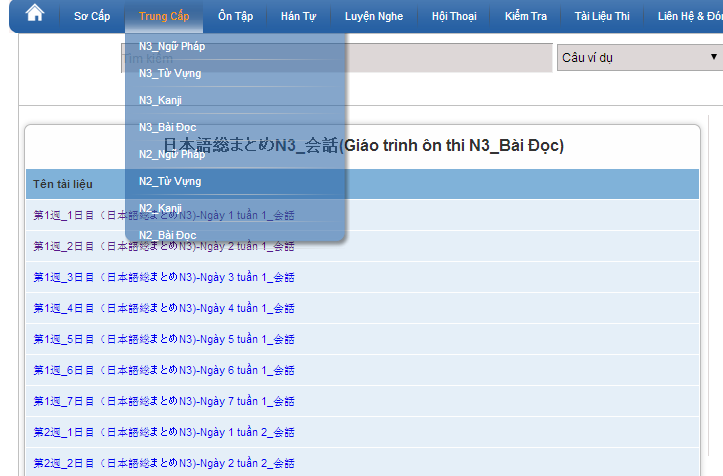 Sơ Cấp Trung Cấp Ôn Tập Hán Tự Luyện Nghe Hội Thoại Kiểm Tra Tài Liệu Thi Liên Hệ & Đón
N3_Ngữ Pháp
Tìm kiếm Câu ví dụ
N3_Từ Vựng
N3_Kanji
N3_Bài Đọc
日本語総まとめN3_会話(Giáo trình ôn thi N3_Bài Đọc)
N2_Ngữ Pháp
Tên tài liệu
N2_Từ Vựng
N2_Kanji
第1週_1日目（日本語総まとめN3)-Ngày 1 tuần 1_会話
N2_Bài Đọc
第1週_2日目（日本語総まとめN3)-Ngày 2 tuần 1_会話
第1週_3日目（日本語総まとめN3)-Ngày 3 tuần 1_会話
第1週_4日目（日本語総まとめN3)-Ngày 4 tuần 1_会話
第1週_5日目（日本語総まとめN3)-Ngày 5 tuần 1_会話
第1週_6日目（日本語総まとめN3)-Ngày 6 tuần 1_会話
第1週_7日目（日本語総まとめN3)-Ngày 7 tuần 1_会話
第2週_1日目（日本語総まとめN3)-Ngày 1 tuần 2_会話
第2週_2日目（日本語総まとめN3)-Ngày 2 tuần 2_会話